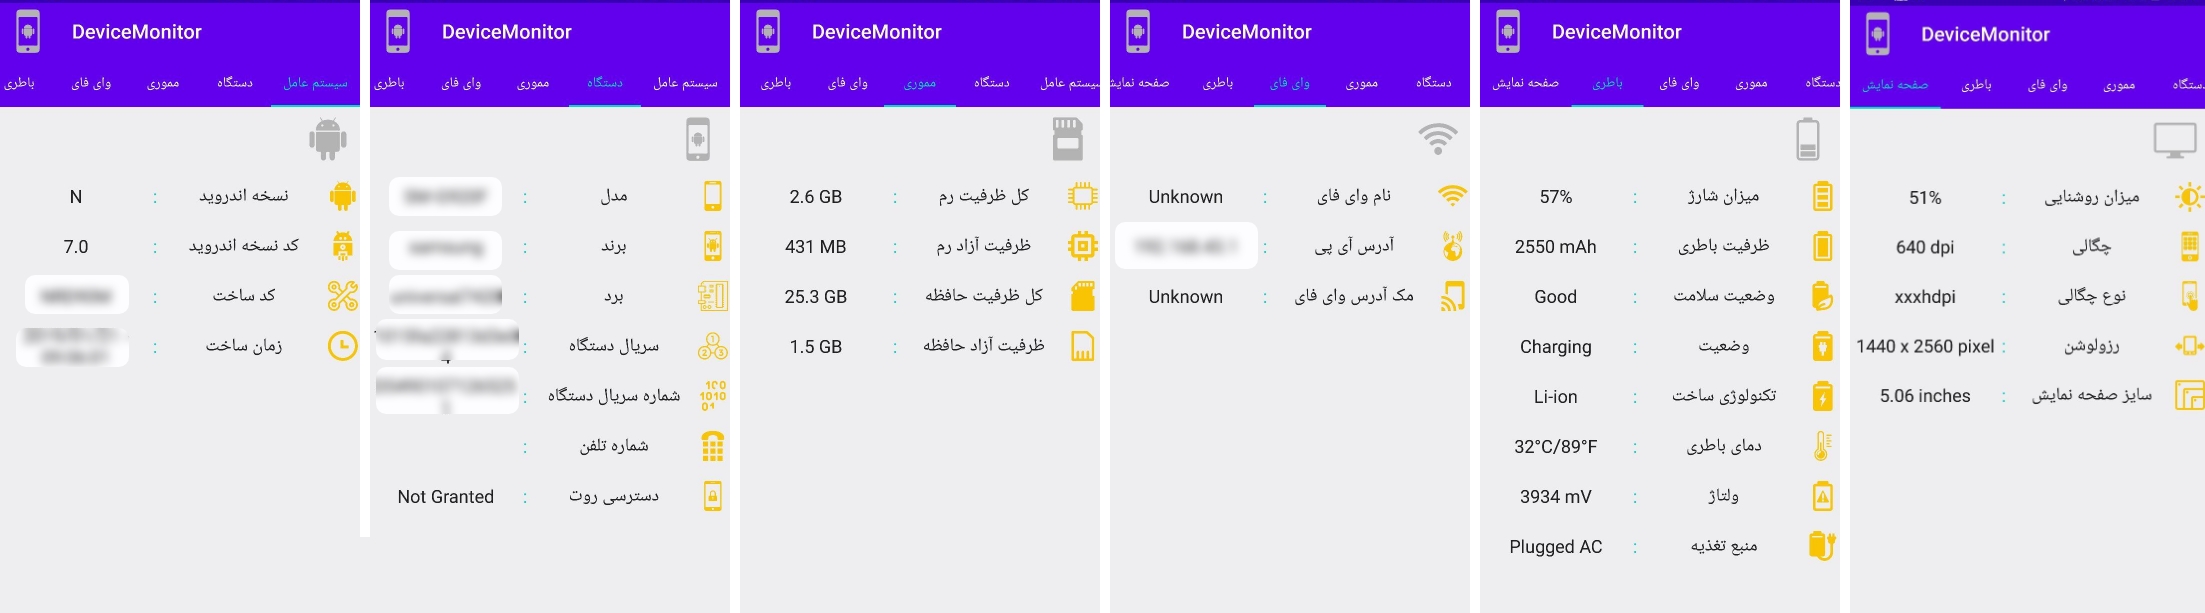 DeviceMonitor
سیستم عامل دستگاه مموری وای فای باطری
نسخه اندروید : N
کد نسخه اندروید : 7.0
کد ساخت :
زمان ساخت :
DeviceMonitor
سیستم عامل دستگاه مموری وای فای باطری
مدل :
برند :
برد :
سریال دستگاه :
شماره سریال دستگاه :
شماره تلفن :
دسترسی روت : Not Granted
DeviceMonitor
سیستم عامل دستگاه مموری وای فای باطری
کل ظرفیت رم : 2.6 GB
ظرفیت آزاد رم : 431 MB
کل ظرفیت حافظه : 25.3 GB
ظرفیت آزاد حافظه : 1.5 GB
DeviceMonitor
دستگاه مموری وای فای باطری صفحه نمایش
نام وای فای : Unknown
آدرس آی پی :
مک آدرس وای فای : Unknown
DeviceMonitor
دستگاه مموری وای فای باطری صفحه نمایش
میزان شارژ : 57%
ظرفیت باطری : 2550 mAh
وضعیت سلامت : Good
وضعیت : Charging
تکنولوژی ساخت : Li-ion
دمای باطری : 32°C/89°F
ولتاژ : 3934 mV
منبع تغذیه : Plugged AC
DeviceMonitor
دستگاه مموری وای فای باطری صفحه نمایش
میزان روشنایی : 51%
چگالی : 640 dpi
نوع چگالی : xxxhdpi
رزولوشن : 1440 x 2560 pixel
سایز صفحه نمایش : 5.06 inches